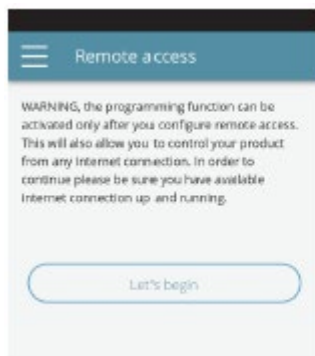 Remote access
WARNING, the programming function can be
activated only after you configure remote access.
This will also allow you to control your product
from any internet connection. In order to
continue please be sure you have available
internet connection up and running.
Let's begin